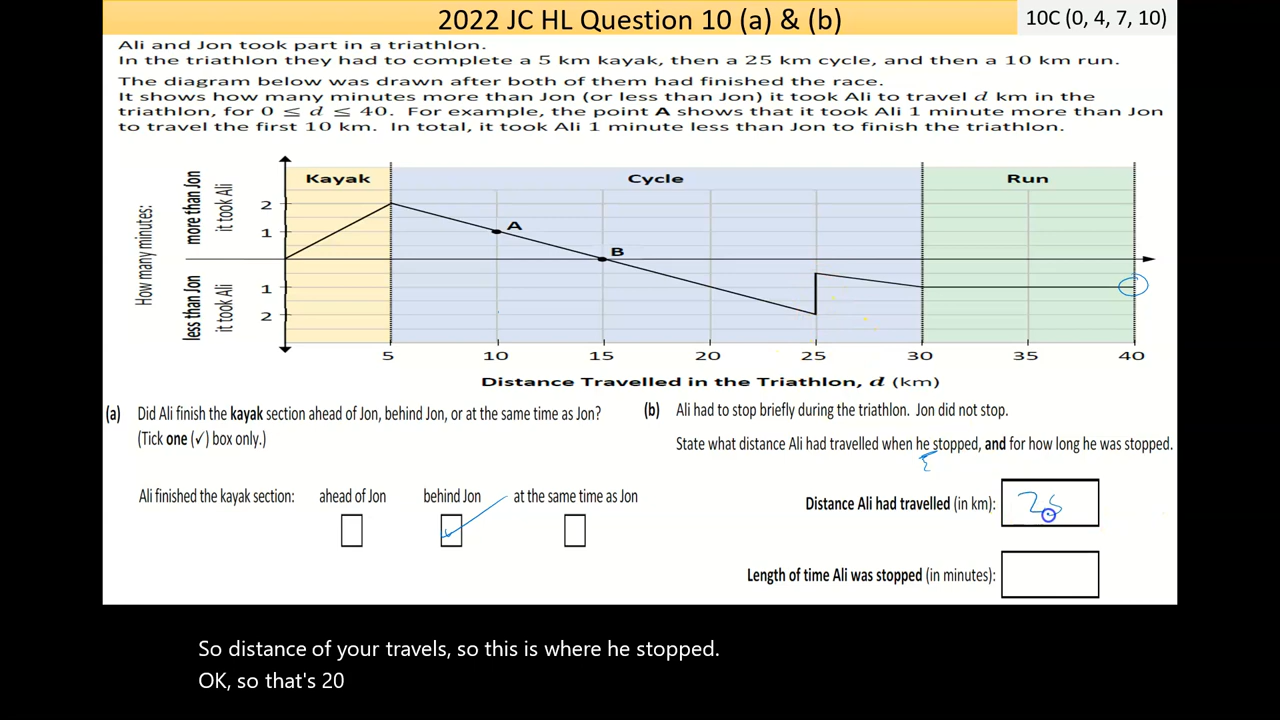 2022 JC HL Question 10 (a) & (b)
10C (0, 4, 7, 10)
Ali and Jon took part in a triathlon.
In the triathlon they had to complete a 5 km kayak, then a 25 km cycle, and then a 10 km run.
The diagram below was drawn after both of them had finished the race.
It shows how many minutes more than Jon (or less than Jon) it took Ali to travel d km in the
triathlon, for 0 ≤ d ≤ 40. For example, the point A shows that it took Ali 1 minute more than Jon
to travel the first 10 km. In total, it took Ali 1 minute less than Jon to finish the triathlon.
How many minutes:
more than Jon
it took Ali
less than Jon
it took Ali
Kayak
Cycle
Run
2
1
1
2
A
B
5
10
15
20
25
30
35
40
Distance Travelled in the Triathlon, d (km)
(a) Did Ali finish the kayak section ahead of Jon, behind Jon, or at the same time as Jon?
(Tick one (✓) box only.)
Ali finished the kayak section: ahead of Jon behind Jon at the same time as Jon
(b) Ali had to stop briefly during the triathlon. Jon did not stop.
State what distance Ali had travelled when he stopped, and for how long he was stopped.
Distance Ali had travelled (in km):
25
Length of time Ali was stopped (in minutes):
So distance of your travels, so this is where he stopped.
OK, so that's 20